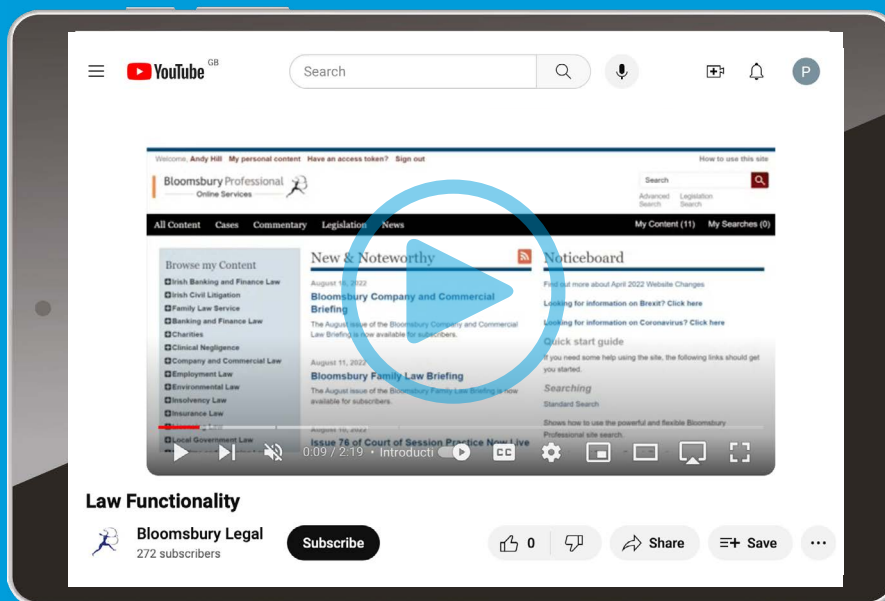 YouTube GB
Search
P
Welcome, Andy Hill My personal content Have an access token? Sign out
How to use this site
Bloomsbury Professional
Online Services
Search
Advanced Search
Legislation Search
All Content Cases Commentary Legislation News
My Content (11) My Searches (0)
Browse my Content
Irish Banking and Finance Law
Irish Civil Litigation
Family Law Service
Banking and Finance Law
Charities
Clinical Negligence
Company and Commercial Law
Employment Law
Environmental Law
Insolvency Law
Insurance Law
Local Government Law
New & Noteworthy
August 16, 2022
Bloomsbury Company and Commercial
Briefing
The August issue of the Bloomsbury Company and Commercial
Law Briefing is now available for subscribers.
August 11, 2022
Bloomsbury Family Law Briefing
The August issue of the Bloomsbury Family Law Briefing is now
available for subscribers.
August 10, 2022
Issue 76 of Court of Session Practice Now Live
Noticeboard
Find out more about April 2022 Website Changes
Looking for information on Brexit? Click here
Looking for information on Coronavirus? Click here
Quick start guide
If you need some help using the site, the following links should get
you started.
Searching
Standard Search
Shows how to use the powerful and flexible Bloomsbury
Professional site search.
0:09 / 2:19 • Introducti
CC
Law Functionality
Bloomsbury Legal
272 subscribers
Subscribe
0
Share
Save